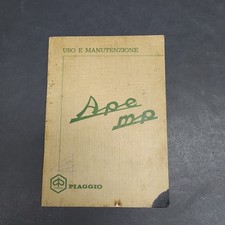 USO E MANUTENZIONE
Ape
mp
PIAGGIO